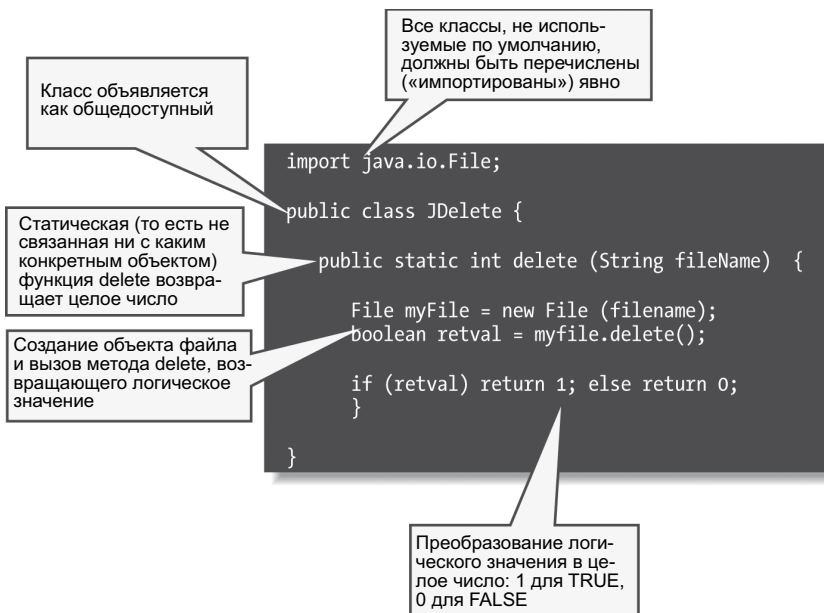 Все классы, не исполь-
зуемые по умолчанию,
должны быть перечислены
(«импортированы») явно
Класс объявляется
как общедоступный
import java.io.File;
public class JDelete {
Статическая (то есть не
связанная ни с каким
конкретным объектом)
функция delete возвра-
щает целое число
public static int delete (String fileName) {
File myFile = new File (filename);
boolean retval = myfile.delete();
Создание объекта файла
и вызов метода delete, воз-
вращающего логическое
значение
if (retval) return 1; else return 0;
}
}
Преобразование логи-
ческого значения в це-
лое число: 1 для TRUE,
0 для FALSE